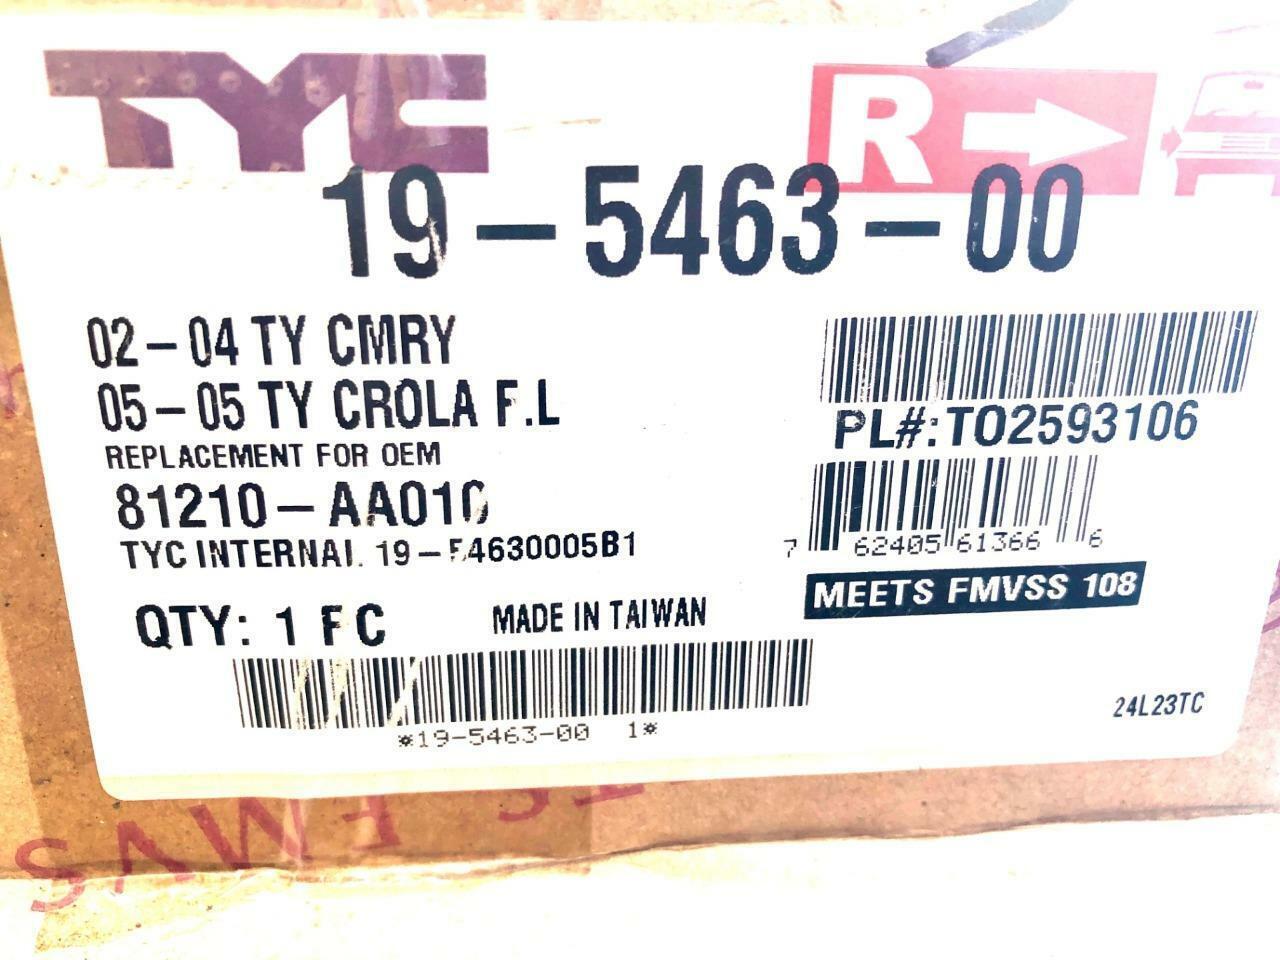 TYC
R
19-5463-00
02-04 TY CMRY
05-05 TY CROLA F.L
REPLACEMENT FOR OEM
81210-AA010
TYC INTERNAL 19-54630005B1
PL#:TO2593106
7 62405 61366 6
MEETS FMVSS 108
QTY: 1 FC
MADE IN TAIWAN
*19-5463-00 1*
24L23TC